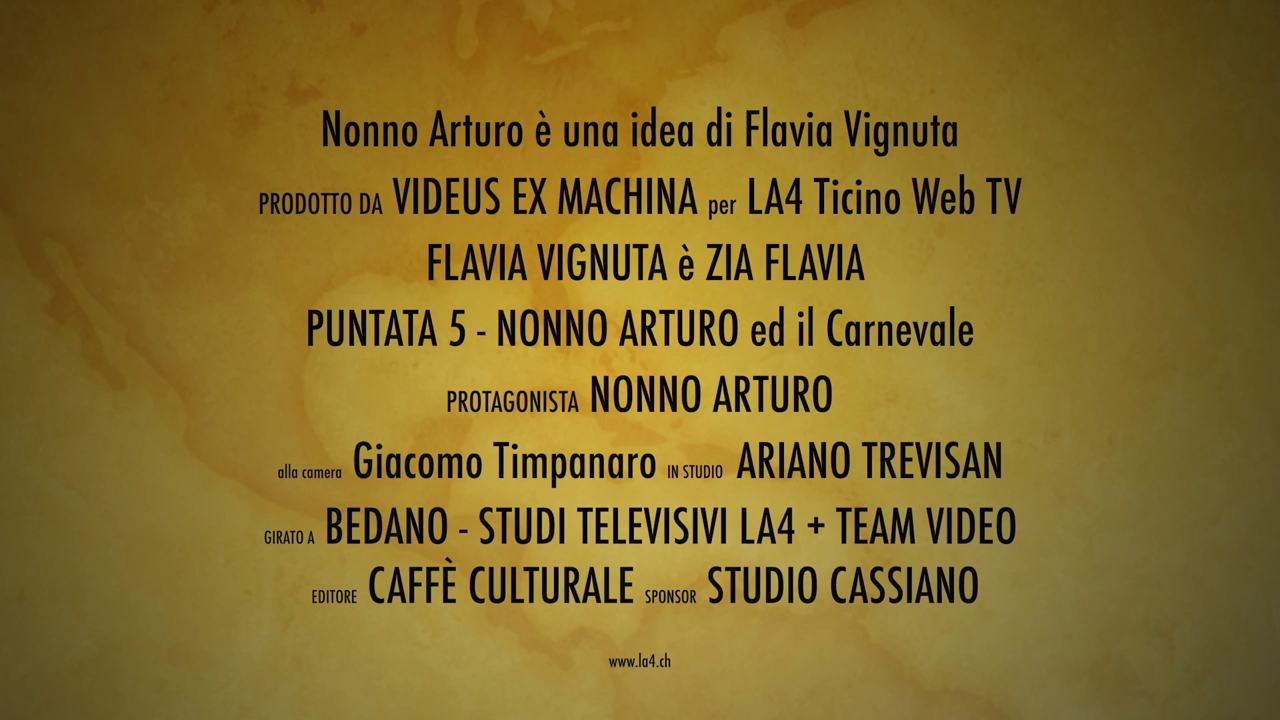 Nonno Arturo è una idea di Flavia Vignuta
PRODOTTO DA VIDEUS EX MACHINA per LA4 Ticino Web TV
FLAVIA VIGNUTA è ZIA FLAVIA
PUNTATA 5 - NONNO ARTURO ed il Carnevale
PROTAGONISTA NONNO ARTURO
alla camera Giacomo Timpanaro IN STUDIO ARIANO TREVISAN
GIRATO A BEDANO - STUDI TELEVISIVI LA4 + TEAM VIDEO
EDITORE CAFFÈ CULTURALE SPONSOR STUDIO CASSIANO
www.la4.ch